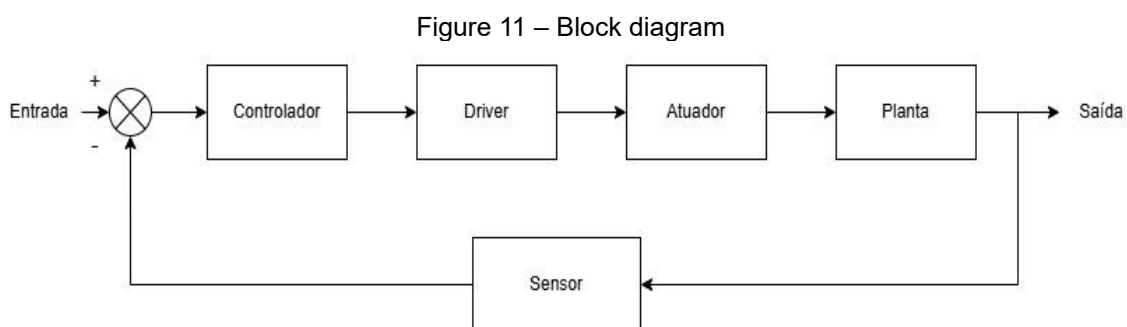 Figure 11 – Block diagram
+
Entrada
Controlador
Driver
Atuador
Planta
Saída
-
Sensor